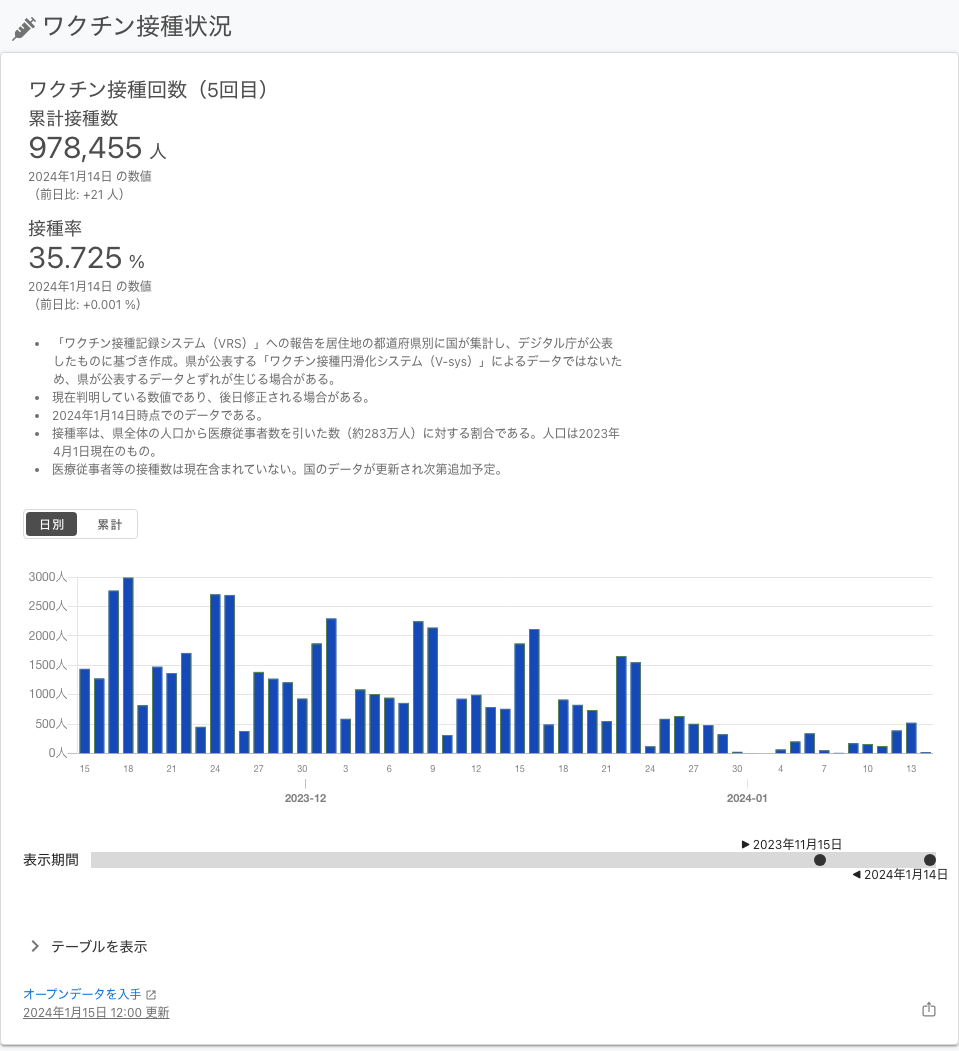 ワクチン接種状況
ワクチン接種回数（5回目）
累計接種数
978,455 人
2024年1月14日 の数値
（前日比: +21 人）
接種率
35.725 %
2024年1月14日 の数値
（前日比: +0.001 %）
• 「ワクチン接種記録システム（VRS）」への報告を居住地の都道府県別に国が集計し、デジタル庁が公表
したものに基づき作成。県が公表する「ワクチン接種円滑化システム（V-sys）」によるデータではないた
め、県が公表するデータとずれが生じる場合がある。
• 現在判明している数値であり、後日修正される場合がある。
• 2024年1月14日時点でのデータである。
• 接種率は、県全体の人口から医療従事者数を引いた数（約283万人）に対する割合である。人口は2023年
4月1日現在のもの。
• 医療従事者等の接種数は現在含まれていない。国のデータが更新され次第追加予定。
日別 累計
3000人
2500人
2000人
1500人
1000人
500人
0人
15 18 21 24 27 30 3 6 9 12 15 18 21 24 27 30 4 7 10 13
2023-12 2024-01
▶ 2023年11月15日
表示期間
◀ 2024年1月14日
テーブルを表示
オープンデータを入手
2024年1月15日 12:00 更新